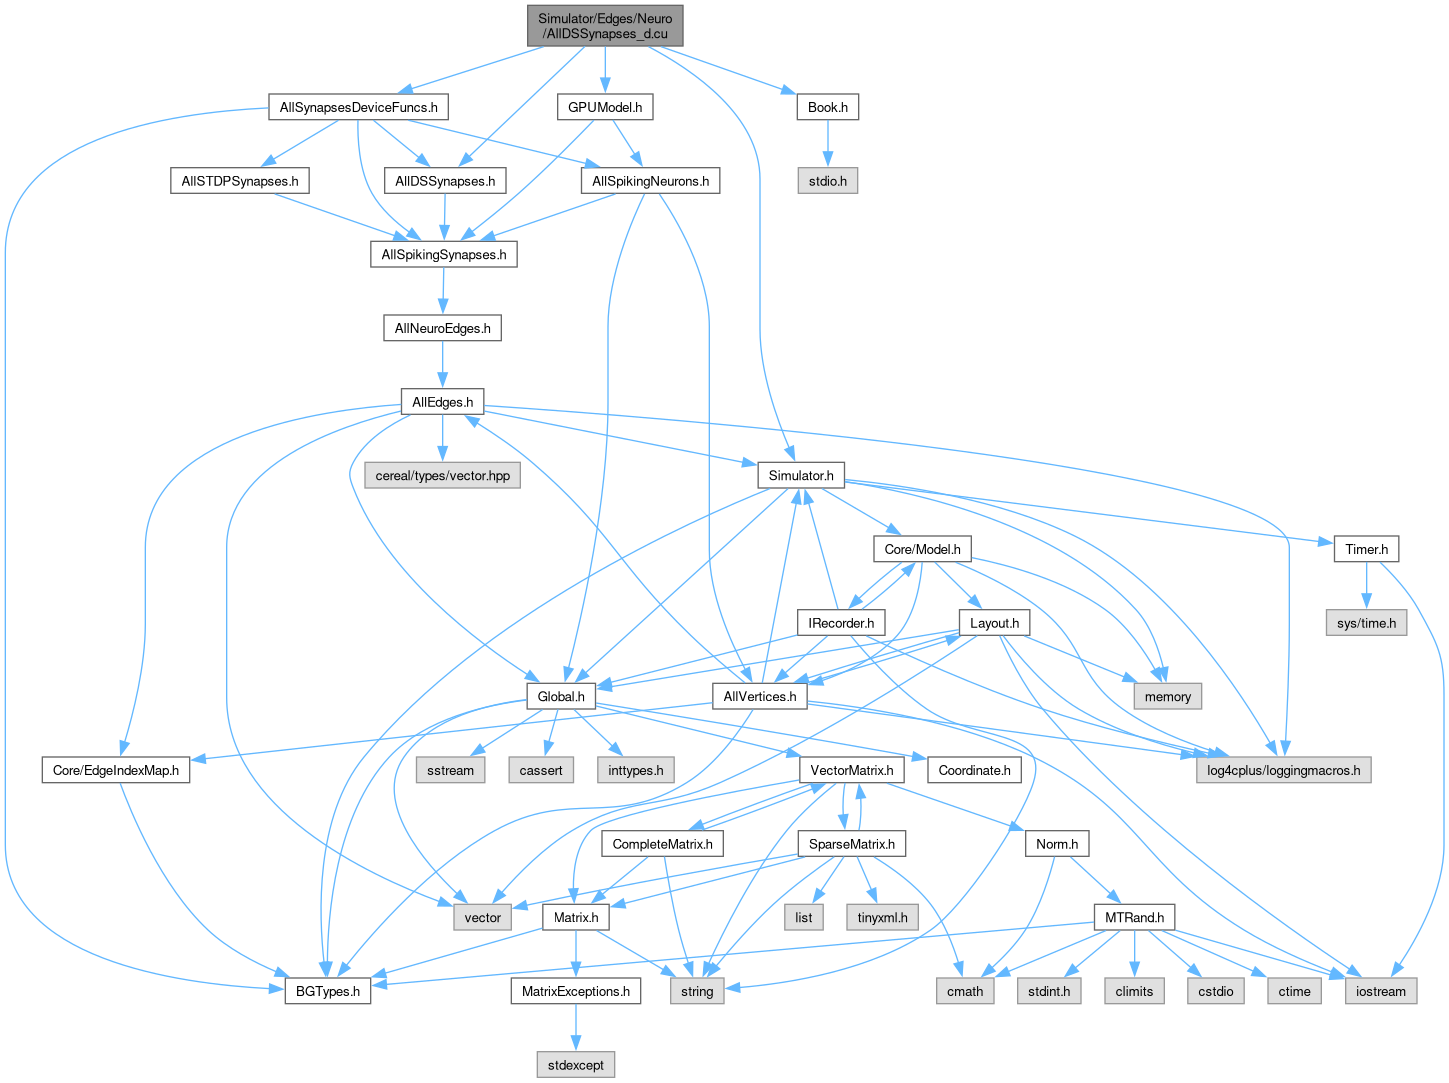 Simulator/Edges/Neuro
/AllDSSynapses_d.cu
AllSynapsesDeviceFuncs.h
GPUModel.h
Book.h
AllSTDPSynapses.h
AllDSSynapses.h
AllSpikingNeurons.h
stdio.h
AllSpikingSynapses.h
AllNeuroEdges.h
AllEdges.h
cereal/types/vector.hpp
Simulator.h
Core/Model.h
Timer.h
IRecorder.h
Layout.h
sys/time.h
Global.h
AllVertices.h
memory
Core/EdgeIndexMap.h
sstream
cassert
inttypes.h
VectorMatrix.h
Coordinate.h
log4cplus/loggingmacros.h
CompleteMatrix.h
SparseMatrix.h
Norm.h
vector
Matrix.h
list
tinyxml.h
MTRand.h
BGTypes.h
MatrixExceptions.h
string
cmath
stdint.h
climits
cstdio
ctime
iostream
stdexcept